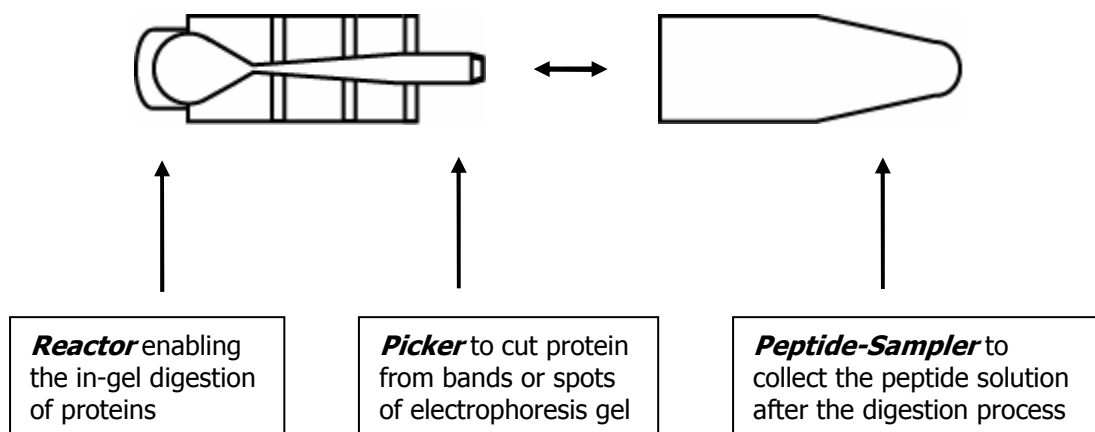 Reactor enabling
the in-gel digestion
of proteins
Picker to cut protein
from bands or spots
of electrophoresis gel
Peptide-Sampler to
collect the peptide solution
after the digestion process